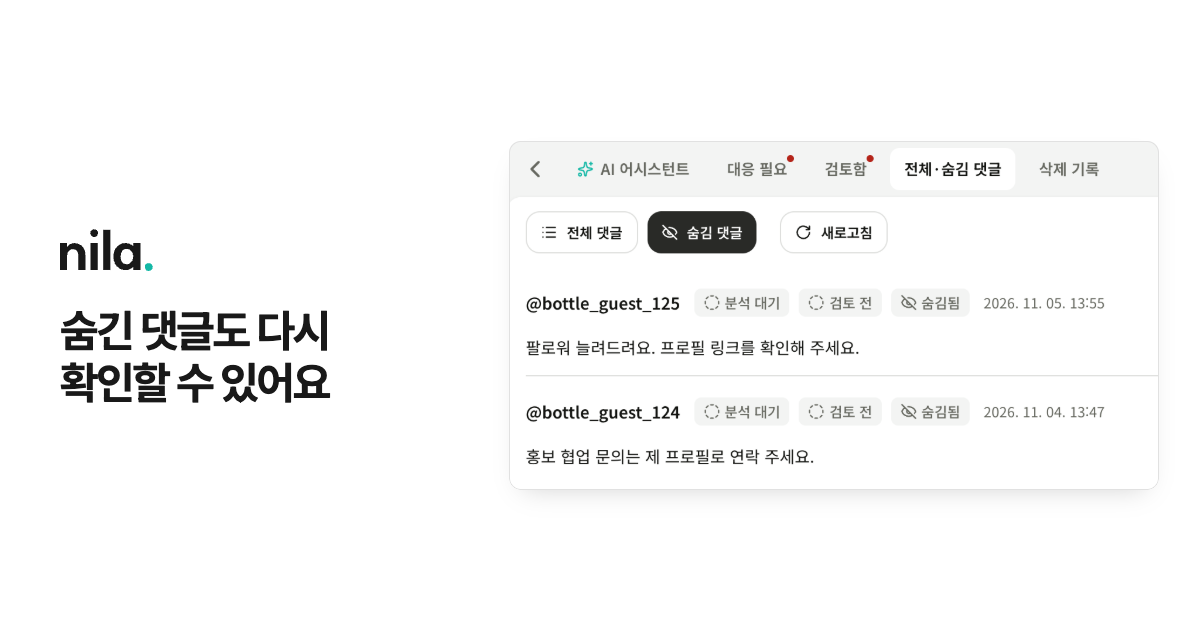 nila.
숨긴 댓글도 다시
확인할 수 있어요
AI 어시스턴트 대응 필요 검토함 전체·숨김 댓글 삭제 기록
전체 댓글 숨김 댓글 새로고침
@bottle_guest_125 분석 대기 검토 전 숨김됨 2026. 11. 05. 13:55
팔로워 늘려드려요. 프로필 링크를 확인해 주세요.
@bottle_guest_124 분석 대기 검토 전 숨김됨 2026. 11. 04. 13:47
홍보 협업 문의는 제 프로필로 연락 주세요.